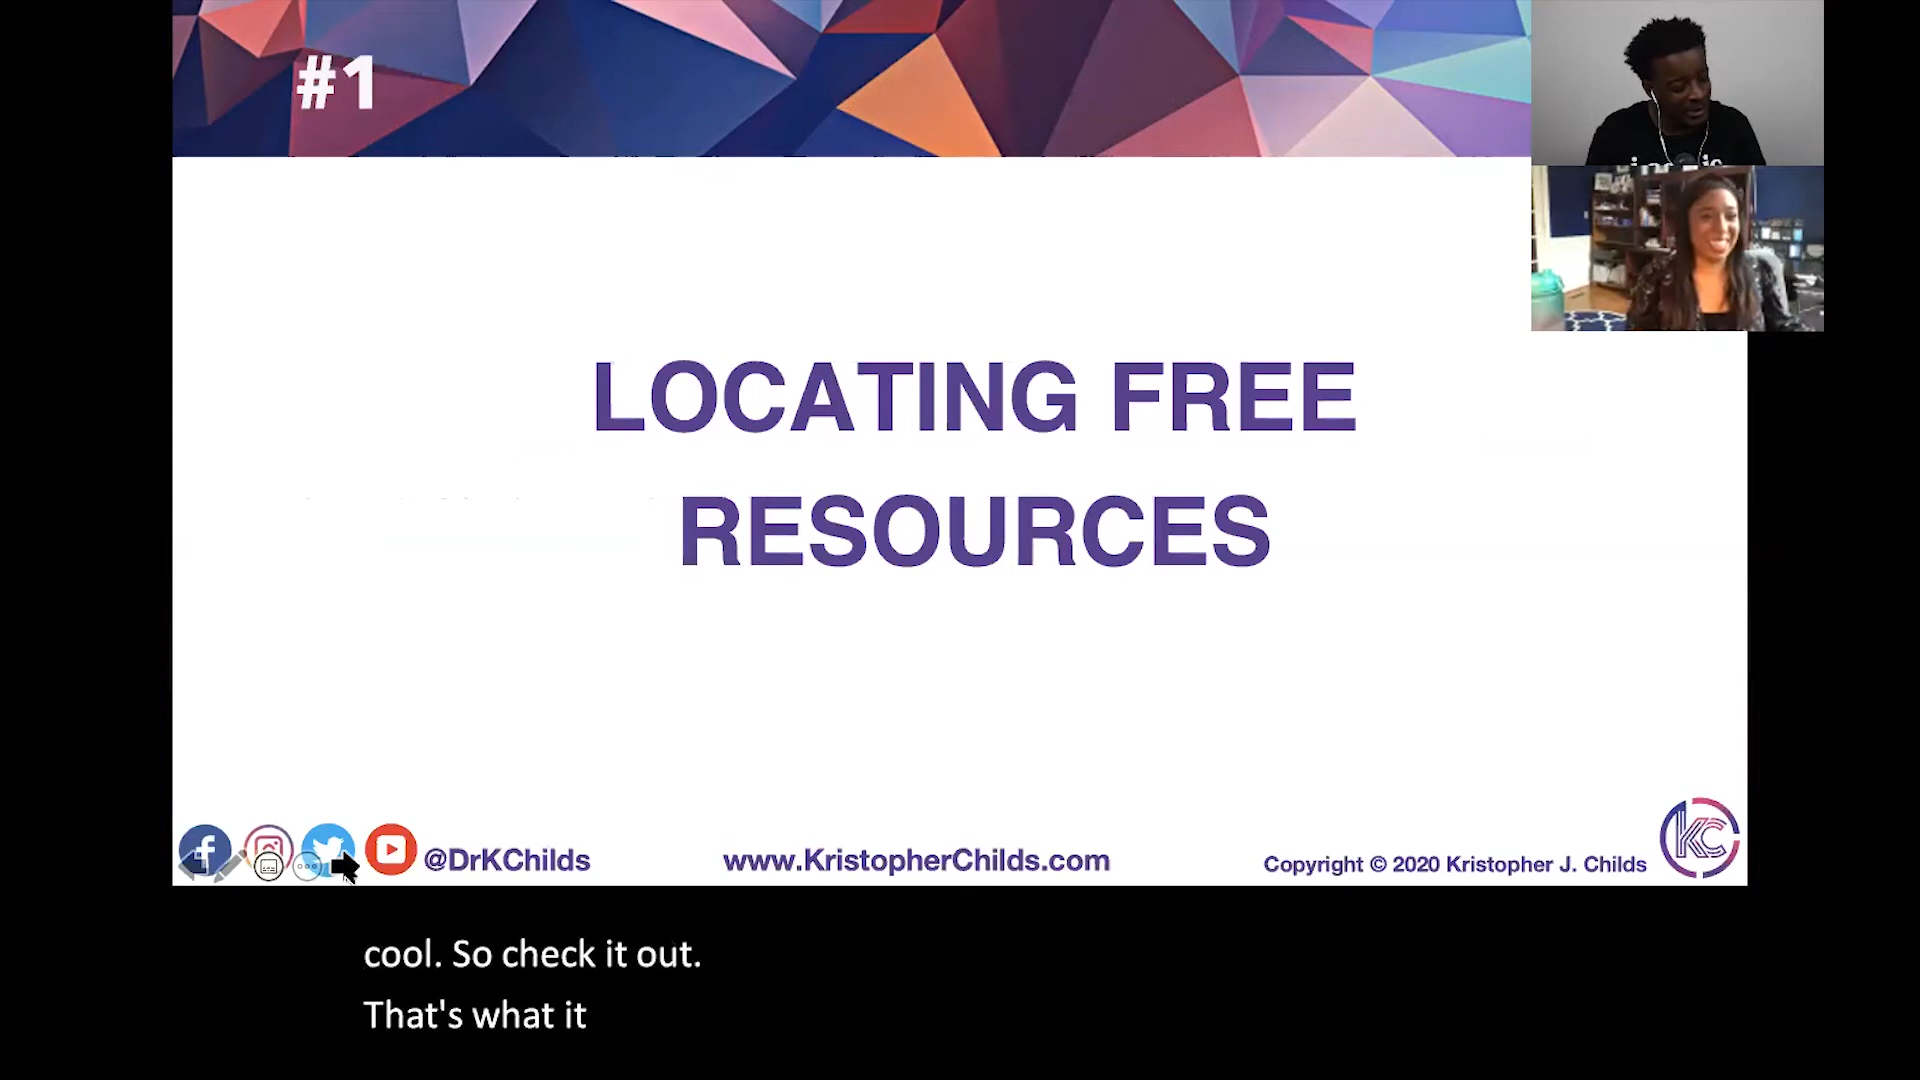 #1
LOCATING FREE
RESOURCES
@DrKChilds
www.KristopherChilds.com
Copyright © 2020 Kristopher J. Childs
KC
cool. So check it out.
That's what it